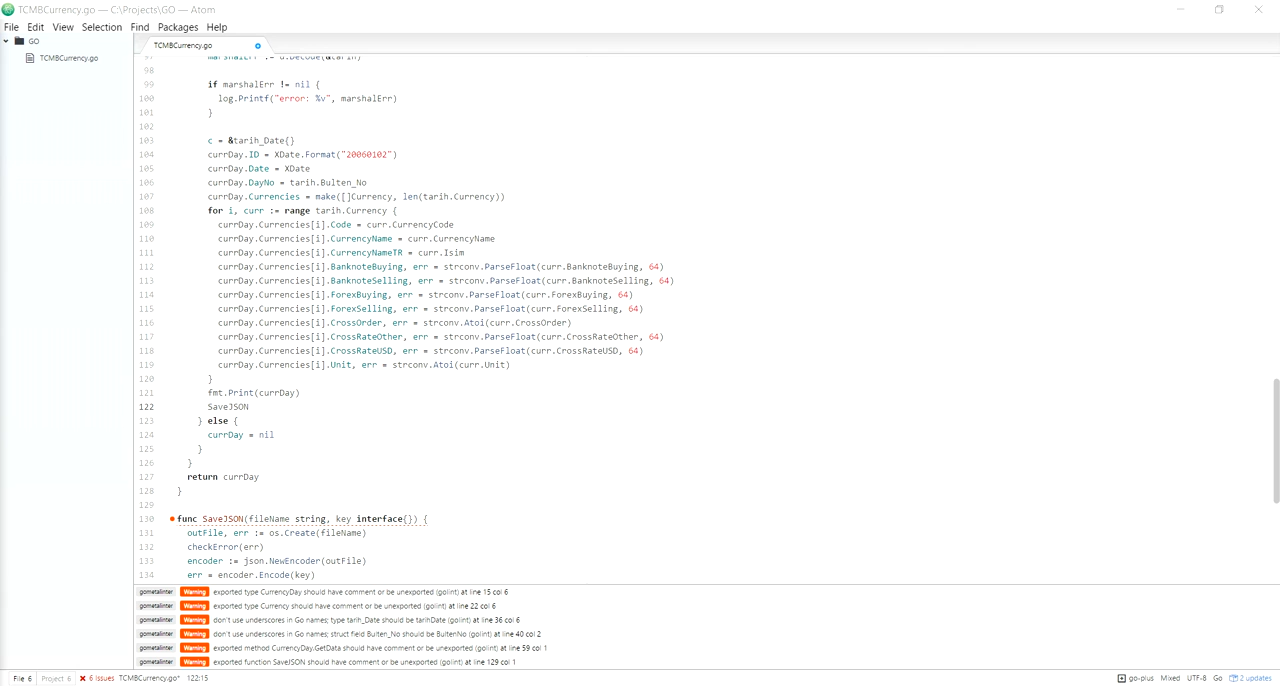 TCMBCurrency.go — C:\Projects\GO — Atom
File Edit View Selection Find Packages Help
GO
TCMBCurrency.go
TCMBCurrency.go
97 marshalErr := d.Decode(&tarih)
98
99 if marshalErr != nil {
100 log.Printf("error: %v", marshalErr)
101 }
102
103 c = &tarih_Date{}
104 currDay.ID = XDate.Format("20060102")
105 currDay.Date = XDate
106 currDay.DayNo = tarih.Bulten_No
107 currDay.Currencies = make([]Currency, len(tarih.Currency))
108 for i, curr := range tarih.Currency {
109 currDay.Currencies[i].Code = curr.CurrencyCode
110 currDay.Currencies[i].CurrencyName = curr.CurrencyName
111 currDay.Currencies[i].CurrencyNameTR = curr.Isim
112 currDay.Currencies[i].BanknoteBuying, err = strconv.ParseFloat(curr.BanknoteBuying, 64)
113 currDay.Currencies[i].BanknoteSelling, err = strconv.ParseFloat(curr.BanknoteSelling, 64)
114 currDay.Currencies[i].ForexBuying, err = strconv.ParseFloat(curr.ForexBuying, 64)
115 currDay.Currencies[i].ForexSelling, err = strconv.ParseFloat(curr.ForexSelling, 64)
116 currDay.Currencies[i].CrossOrder, err = strconv.Atoi(curr.CrossOrder)
117 currDay.Currencies[i].CrossRateOther, err = strconv.ParseFloat(curr.CrossRateOther, 64)
118 currDay.Currencies[i].CrossRateUSD, err = strconv.ParseFloat(curr.CrossRateUSD, 64)
119 currDay.Currencies[i].Unit, err = strconv.Atoi(curr.Unit)
120 }
121 fmt.Print(currDay)
122 SaveJSON
123 } else {
124 currDay = nil
125 }
126 }
127 return currDay
128 }
129
130 func SaveJSON(fileName string, key interface{}) {
131 outFile, err := os.Create(fileName)
132 checkError(err)
133 encoder := json.NewEncoder(outFile)
134 err = encoder.Encode(key)
gometalinter Warning exported type CurrencyDay should have comment or be unexported (golint) at line 15 col 6
gometalinter Warning exported type Currency should have comment or be unexported (golint) at line 22 col 6
gometalinter Warning don't use underscores in Go names; type tarih_Date should be tarihDate (golint) at line 36 col 6
gometalinter Warning don't use underscores in Go names; struct field Bulten_No should be BultenNo (golint) at line 40 col 2
gometalinter Warning exported method CurrencyDay.GetData should have comment or be unexported (golint) at line 59 col 1
gometalinter Warning exported function SaveJSON should have comment or be unexported (golint) at line 129 col 1
File 6 Project 6 6 Issues TCMBCurrency.go* 122:15 go-plus Mixed UTF-8 Go 2 updates